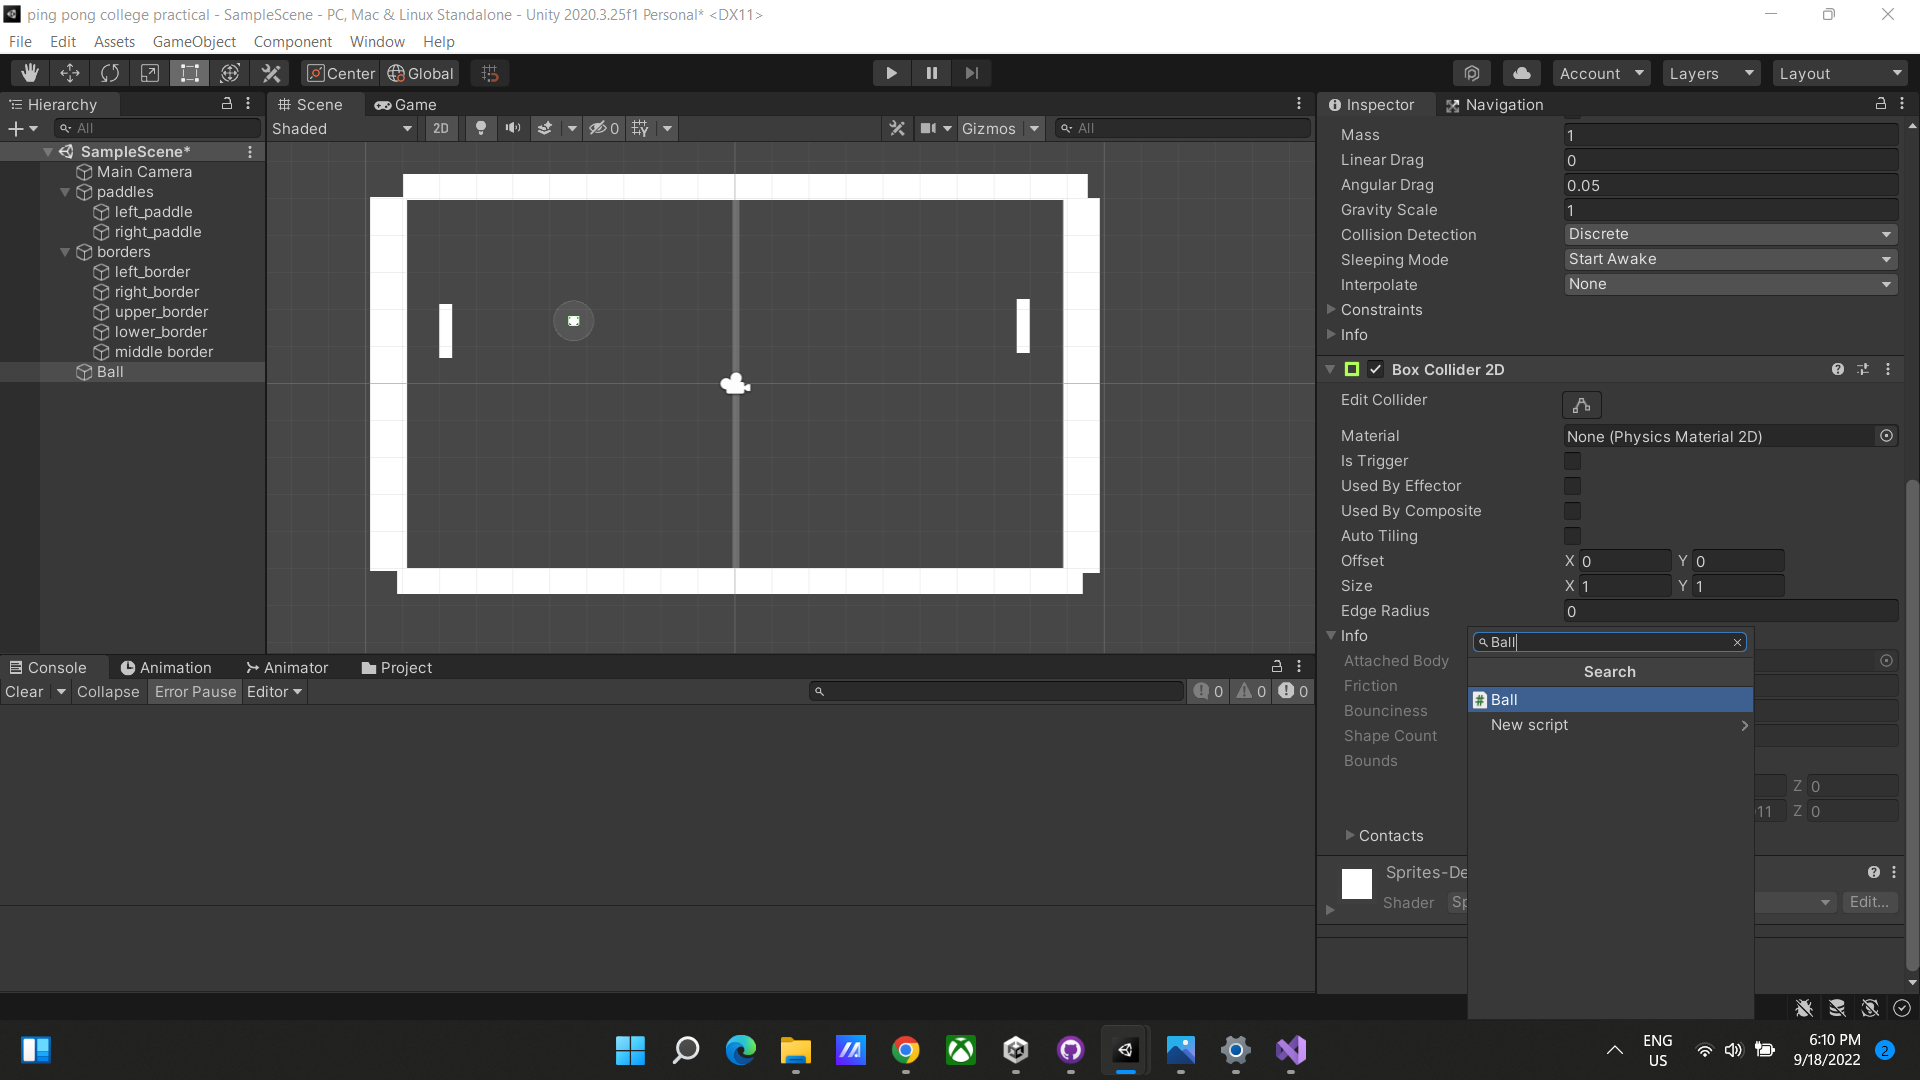 ping pong college practical - SampleScene - PC, Mac & Linux Standalone - Unity 2020.3.25f1 Personal* <DX11>
File Edit Assets GameObject Component Window Help
Center Global Account Layers Layout
Hierarchy
All
SampleScene*
Main Camera
paddles
left_paddle
right_paddle
borders
left_border
right_border
upper_border
lower_border
middle border
Ball
Scene Game
Shaded 2D 0 Gizmos All
Inspector Navigation
Mass 1
Linear Drag 0
Angular Drag 0.05
Gravity Scale 1
Collision Detection Discrete
Sleeping Mode Start Awake
Interpolate None
Constraints
Info
Box Collider 2D
Edit Collider
Material None (Physics Material 2D)
Is Trigger
Used By Effector
Used By Composite
Auto Tiling
Offset X 0 Y 0
Size X 1 Y 1
Edge Radius 0
Info
Attached Body
Friction
Bounciness
Shape Count
Bounds
Z 0
11 Z 0
Contacts
Sprites-De
Shader Sp Edit...
Ball
Search
Ball
New script
Console Animation Animator Project
Clear Collapse Error Pause Editor 0 0 0
ENG
US
6:10 PM
9/18/2022
2